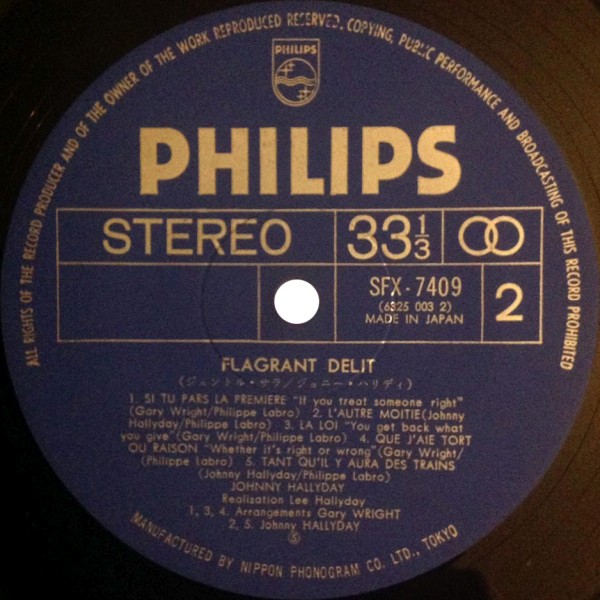 ALL RIGHTS OF THE RECORD PRODUCER AND OF THE OWNER OF THE WORK REPRODUCED RESERVED. COPYING, PUBLIC PERFORMANCE AND BROADCASTING OF THIS RECORD PROHIBITED
PHILIPS
PHILIPS
STEREO 33 1/3
SFX-7409
(6325 003 2)
MADE IN JAPAN
2
FLAGRANT DELIT
(ジェントル・サラ/ジョニー・ハリディ)
1. SI TU PARS LA PREMIERE "If you treat someone right"
(Gary Wright/Philippe Labro) 2. L'AUTRE MOITIE(Johnny
Hallyday/Philippe Labro) 3. LA LOI "You get back what
you give"(Gary Wright/Philippe Labro) 4. QUE J'AIE TORT
OU RAISON "Whether it's right or wrong"(Gary Wright/
(Philippe Labro) 5. TANT QU'IL Y AURA DES TRAINS
(Johnny Hallyday/Philippe Labro)
JOHNNY HALLYDAY
Realization Lee Hallyday
1, 3, 4. Arrangements Gary WRIGHT
2, 5. Johnny HALLYDAY
Ⓢ
MANUFACTURED BY NIPPON PHONOGRAM CO. LTD., TOKYO